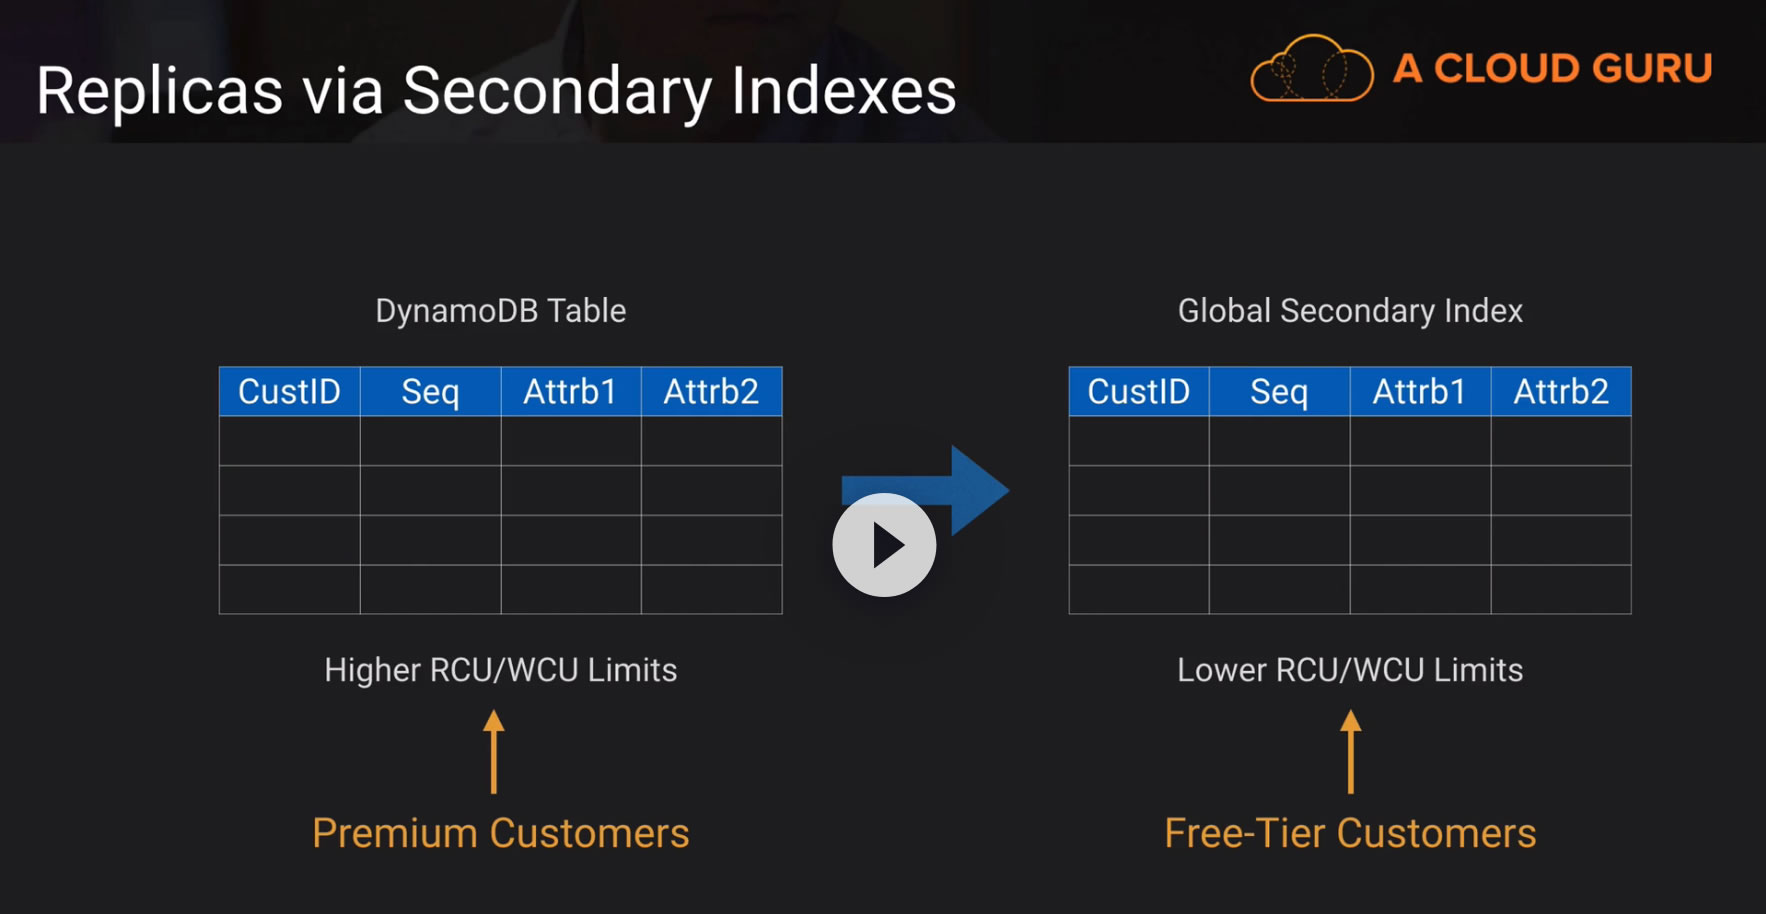 Replicas via Secondary Indexes
A CLOUD GURU
DynamoDB Table
CustID Seq Attrb1 Attrb2
Higher RCU/WCU Limits
Premium Customers
Global Secondary Index
CustID Seq Attrb1 Attrb2
Lower RCU/WCU Limits
Free-Tier Customers